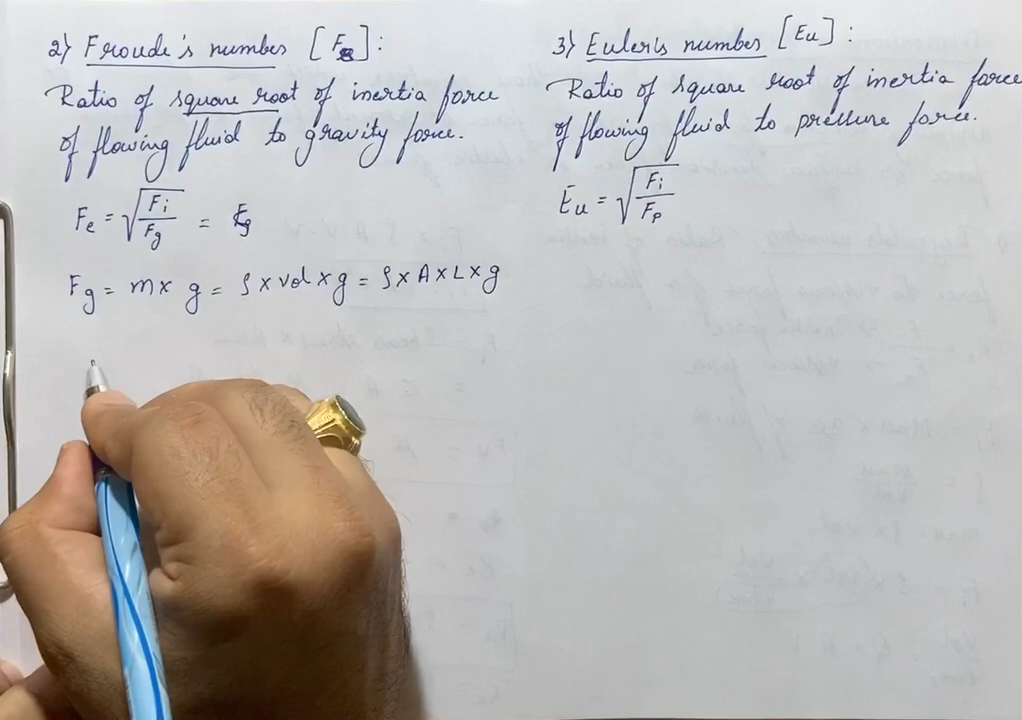 2) Froude's number [Fe]:
Ratio of square root of inertia force
of flowing fluid to gravity force.
Fe = √(Fi/Fg) =
Fg = m x g = ρ x vol x g = ρ x A x L x g
3) Euler's number [Eu]:
Ratio of square root of inertia force
of flowing fluid to pressure force.
Eu = √(Fi/Fp)